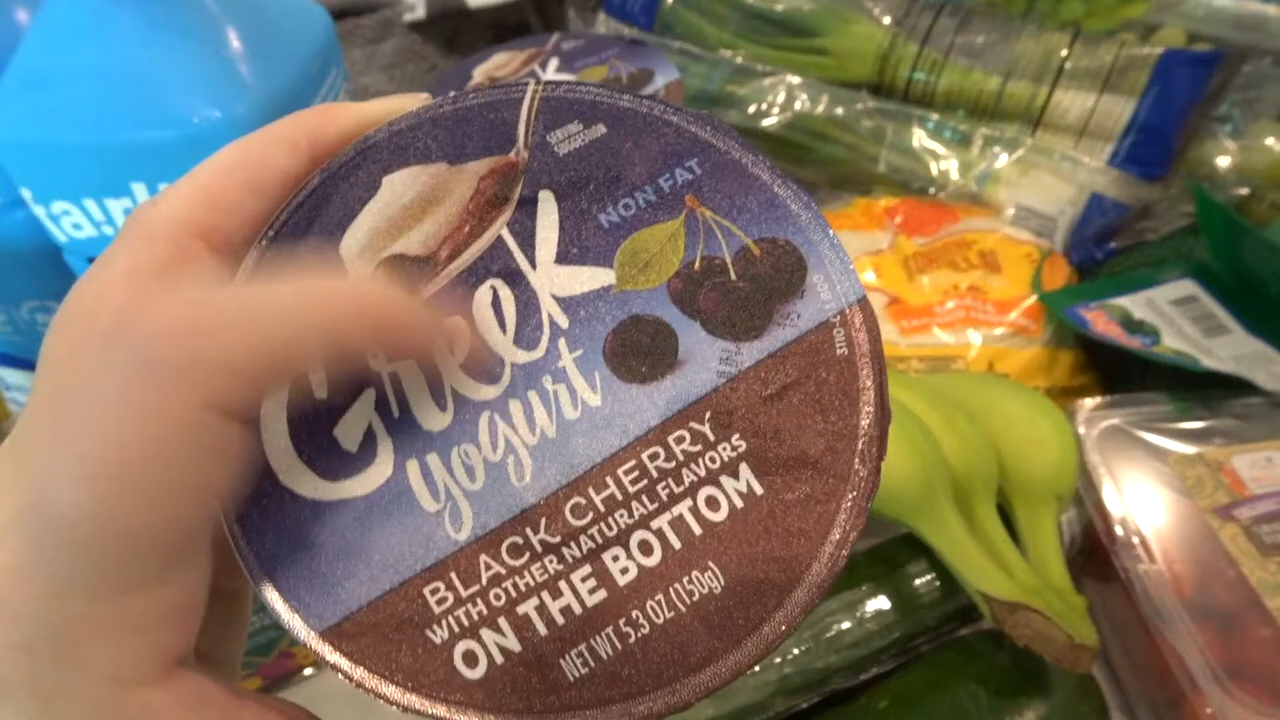 SERVING
SUGGESTION
NON FAT
Greek
yogurt
BLACK CHERRY
WITH OTHER NATURAL FLAVORS
ON THE BOTTOM
NET WT 5.3 OZ (150g)